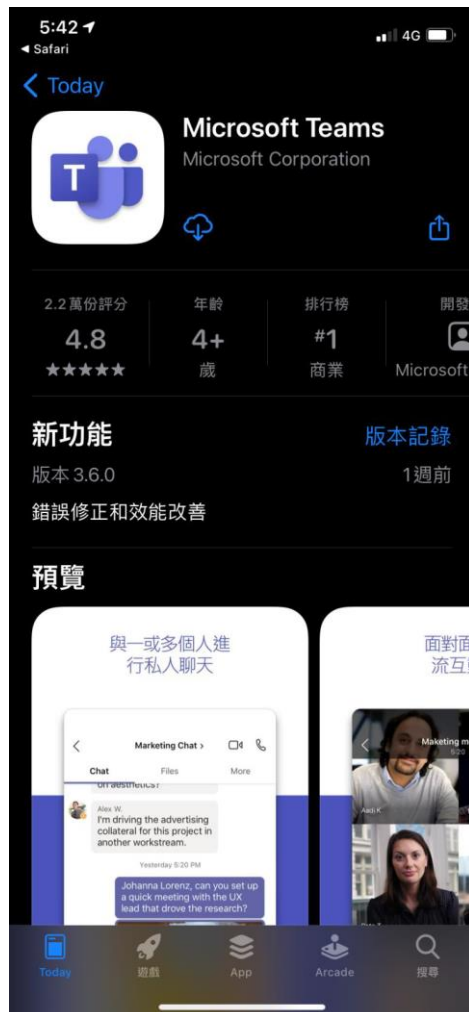 5:42
4G
Safari
Today
Microsoft Teams
Microsoft Corporation
T
2.2 萬份評分
年齡
排行榜
開發
4.8
4+
#1
★★★★★
歲
商業
Microsoft
新功能
版本記錄
版本 3.6.0
1 週前
錯誤修正和效能改善
預覽
與一或多個人進
行私人聊天
面對面
流互
Marketing Chat >
Chat
Files
More
on aesthetics?
Alex W.
I'm driving the advertising
collateral for this project in
another workstream.
Yesterday 5:20 PM
Johanna Lorenz, can you set up
a quick meeting with the UX
lead that drove the research?
Maketing m
5:20
Aadi K
Today
遊戲
App
Arcade
搜尋